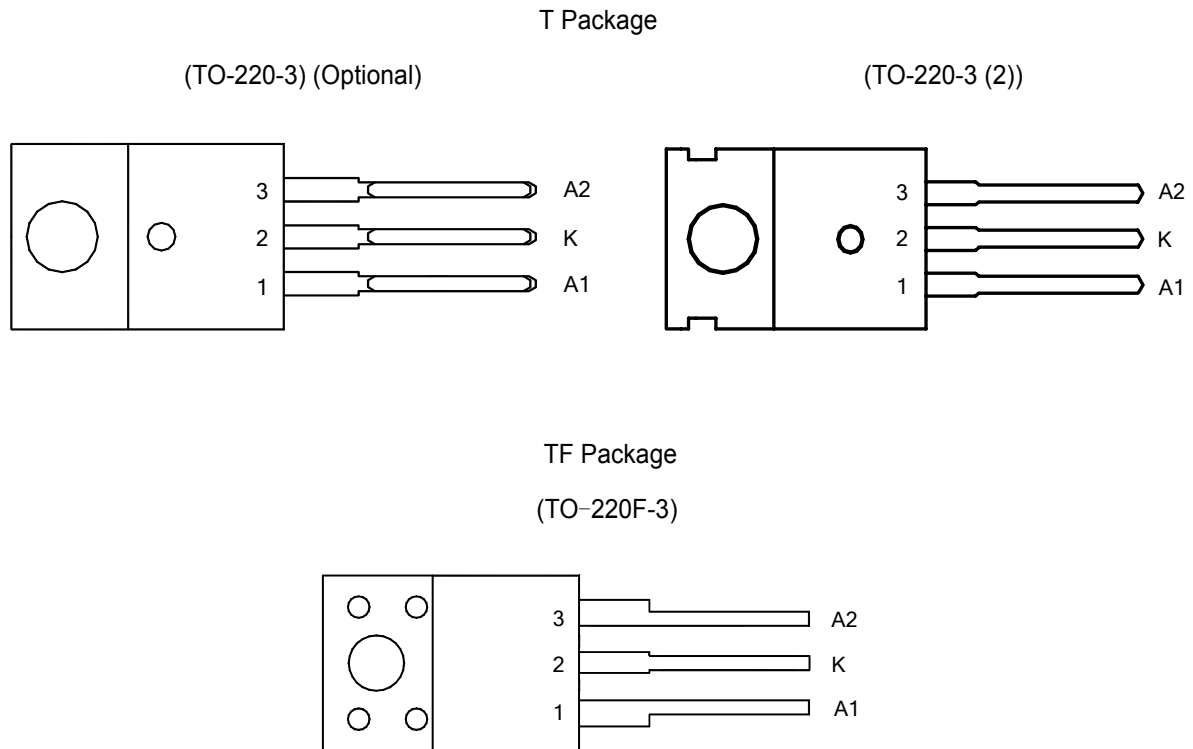 T Package
(TO-220-3) (Optional)
(TO-220-3 (2))
3 A2
2 K
1 A1
3 A2
2 K
1 A1
TF Package
(TO-220F-3)
3 A2
2 K
1 A1